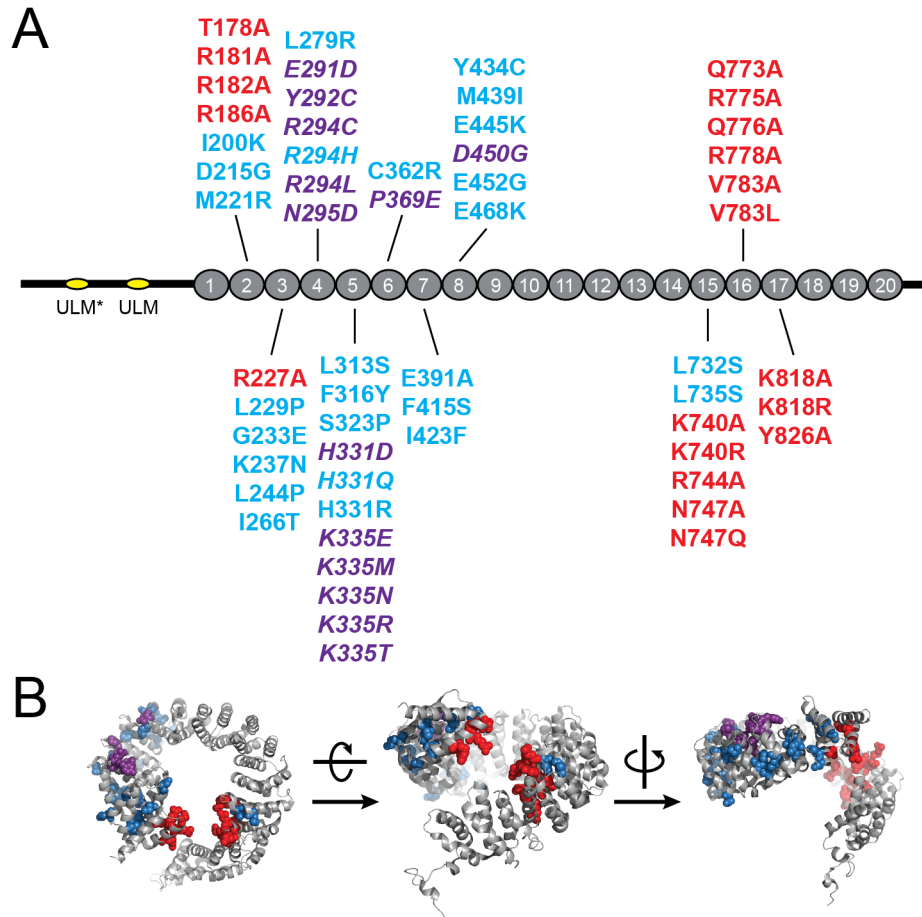 A
T178A
R181A
R182A
R186A
I200K
D215G
M221R
L279R
E291D
Y292C
R294C
R294H
R294L
N295D
C362R
P369E
Y434C
M439I
E445K
D450G
E452G
E468K
Q773A
R775A
Q776A
R778A
V783A
V783L
1 2 3 4 5 6 7 8 9 10 11 12 13 14 15 16 17 18 19 20
ULM* ULM
R227A
L229P
G233E
K237N
L244P
I266T
L313S
F316Y
S323P
H331D
H331Q
H331R
K335E
K335M
K335N
K335R
K335T
E391A
F415S
I423F
L732S
L735S
K740A
K740R
R744A
N747A
N747Q
K818A
K818R
Y826A
B